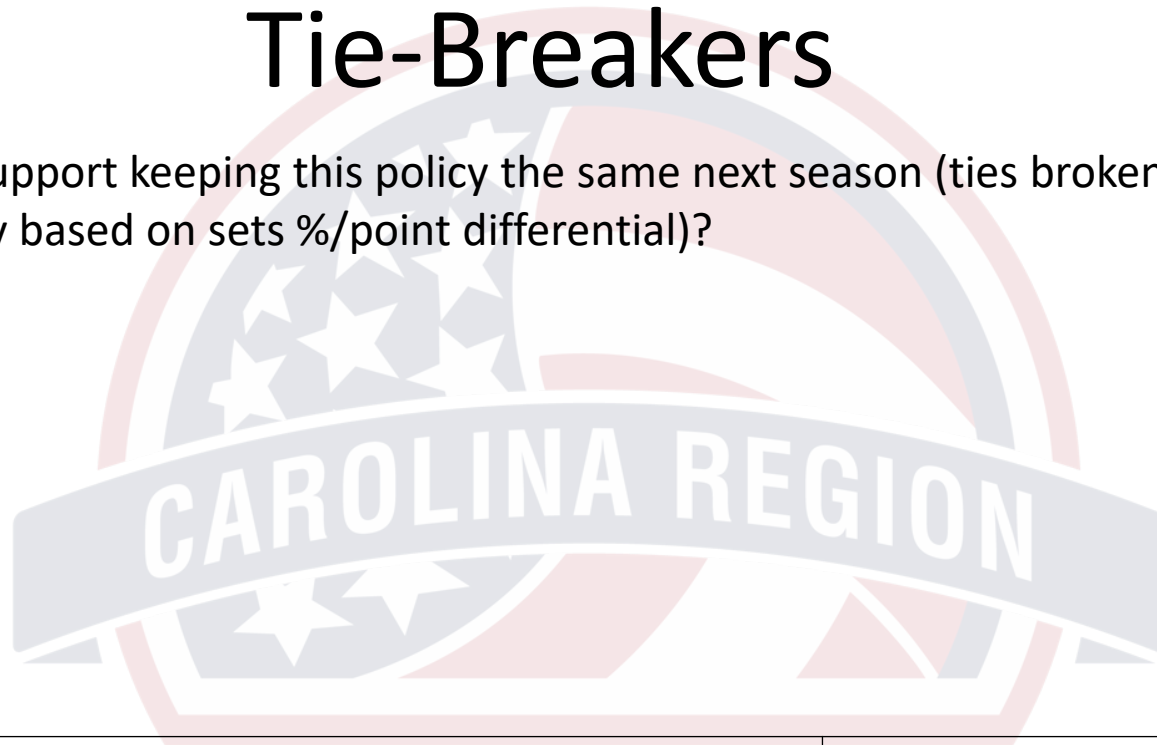 Tie-Breakers
upport keeping this policy the same next season (ties broken
y based on sets %/point differential)?
CAROLINA REGION